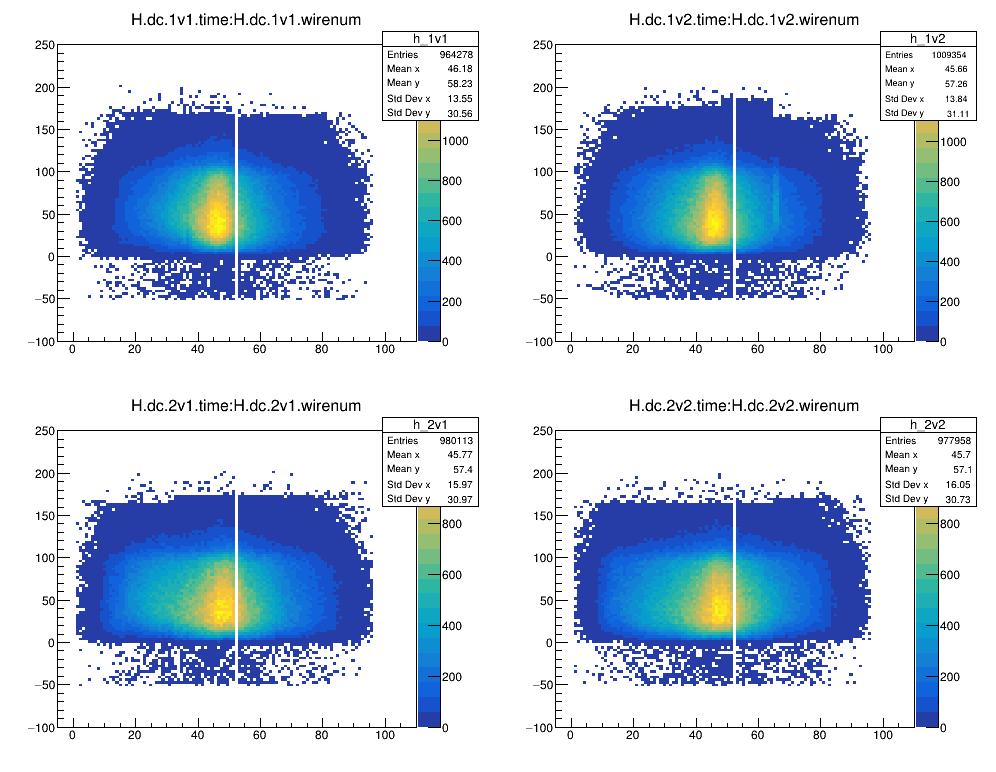 H.dc.1v1.time:H.dc.1v1.wirenum
h_1v1
Entries 964278
Mean x 46.18
Mean y 58.23
Std Dev x 13.55
Std Dev y 30.56
250
200
150
100
50
0
−50
−100
0 20 40 60 80 100
1000
800
600
400
200
0
H.dc.1v2.time:H.dc.1v2.wirenum
h_1v2
Entries 1009354
Mean x 45.66
Mean y 57.26
Std Dev x 13.84
Std Dev y 31.11
250
200
150
100
50
0
−50
−100
0 20 40 60 80 100
1000
800
600
400
200
0
H.dc.2v1.time:H.dc.2v1.wirenum
h_2v1
Entries 980113
Mean x 45.77
Mean y 57.4
Std Dev x 15.97
Std Dev y 30.97
250
200
150
100
50
0
−50
−100
0 20 40 60 80 100
800
600
400
200
0
H.dc.2v2.time:H.dc.2v2.wirenum
h_2v2
Entries 977958
Mean x 45.7
Mean y 57.1
Std Dev x 16.05
Std Dev y 30.73
250
200
150
100
50
0
−50
−100
0 20 40 60 80 100
800
600
400
200
0